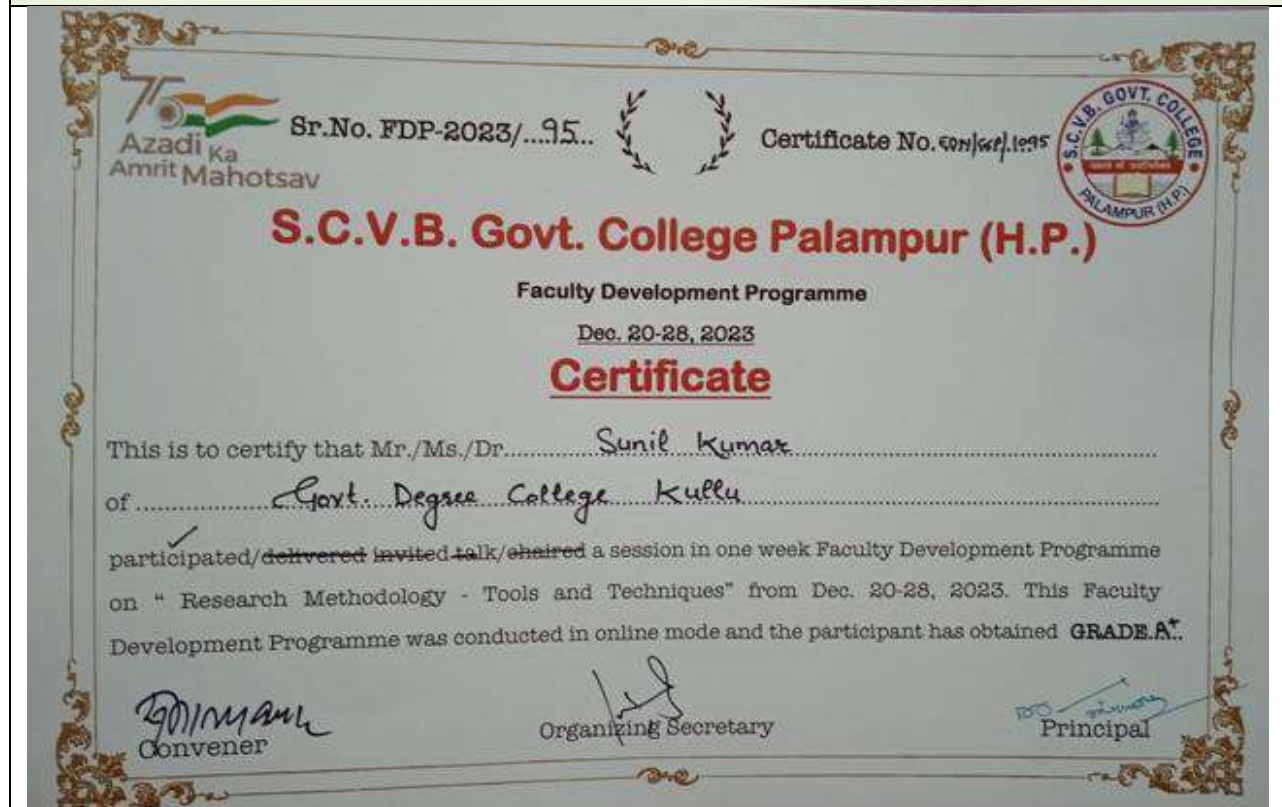 75
Azadi Ka
Amrit Mahotsav
Sr.No. FDP-2023/....95...
Certificate No. EDN/GCP/.1095
S.C.V.B. GOVT. COLLEGE
PALAMPUR (H.P.)
S.C.V.B. Govt. College Palampur (H.P.)
Faculty Development Programme
Dec. 20-28, 2023
Certificate
This is to certify that Mr./Ms./Dr............ Sunil Kumar
of .................. Govt. Degree College Kullu
participated/delivered invited talk/chaired a session in one week Faculty Development Programme
on " Research Methodology - Tools and Techniques" from Dec. 20-28, 2023. This Faculty
Development Programme was conducted in online mode and the participant has obtained GRADE.A+.
Convener
Organizing Secretary
Principal